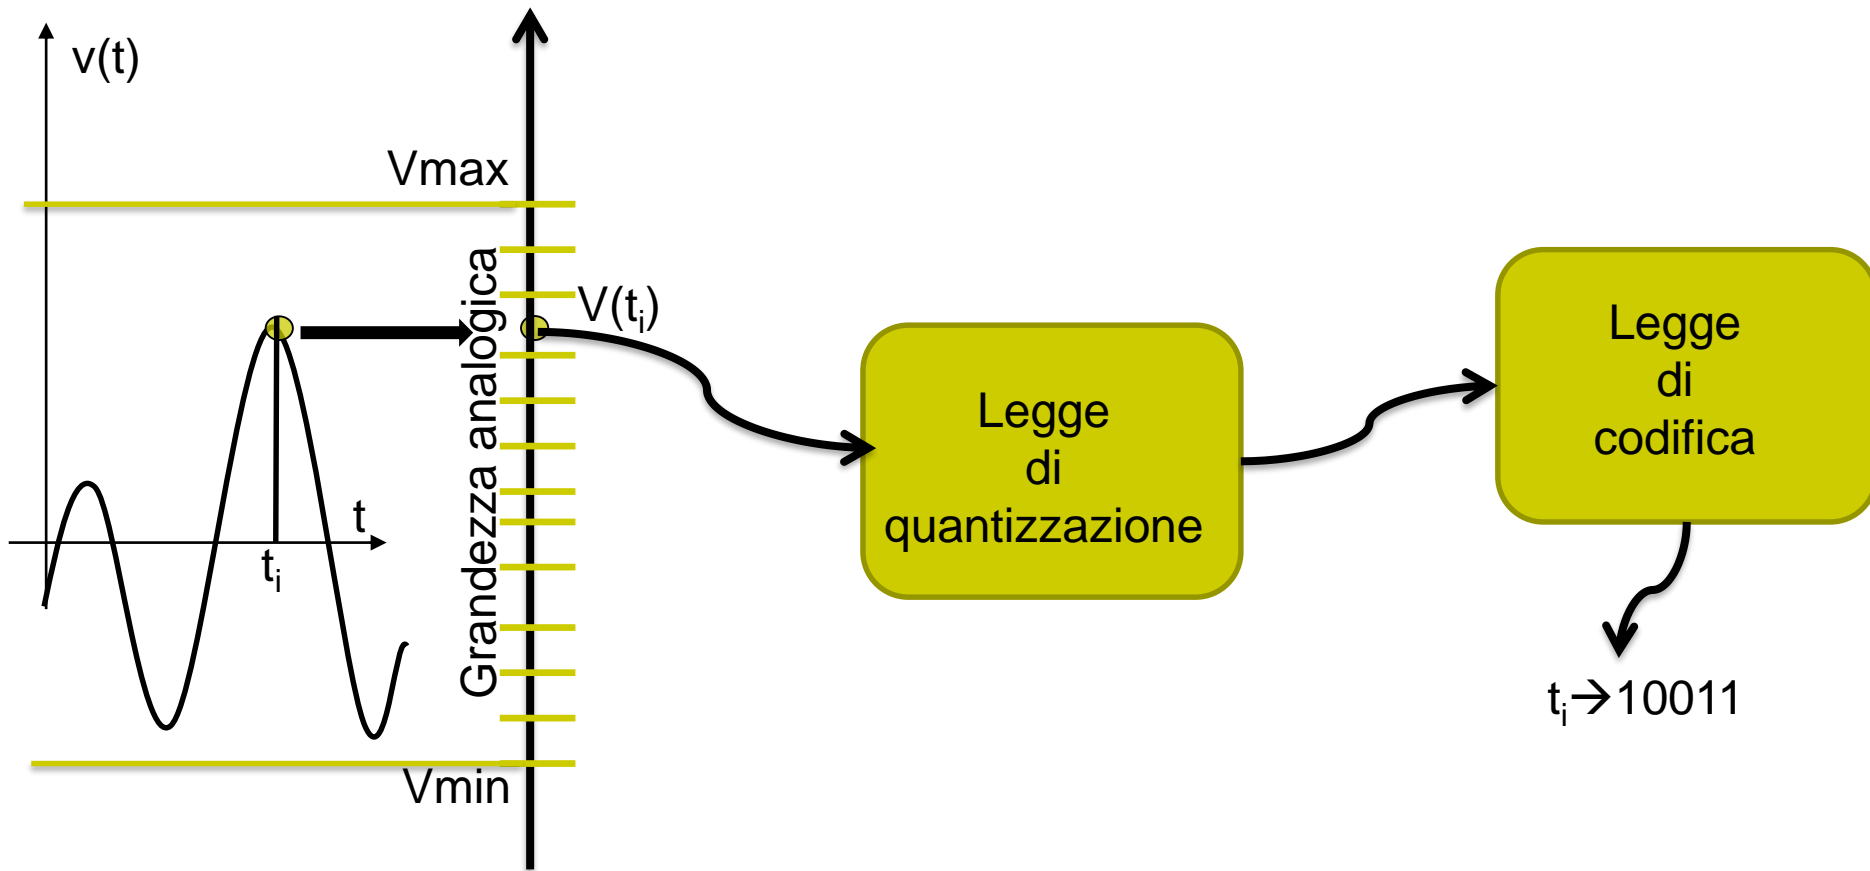 v(t)
Vmax
Grandezza analogica
V(tᵢ)
t
tᵢ
Vmin
Legge
di
quantizzazione
Legge
di
codifica
tᵢ→10011